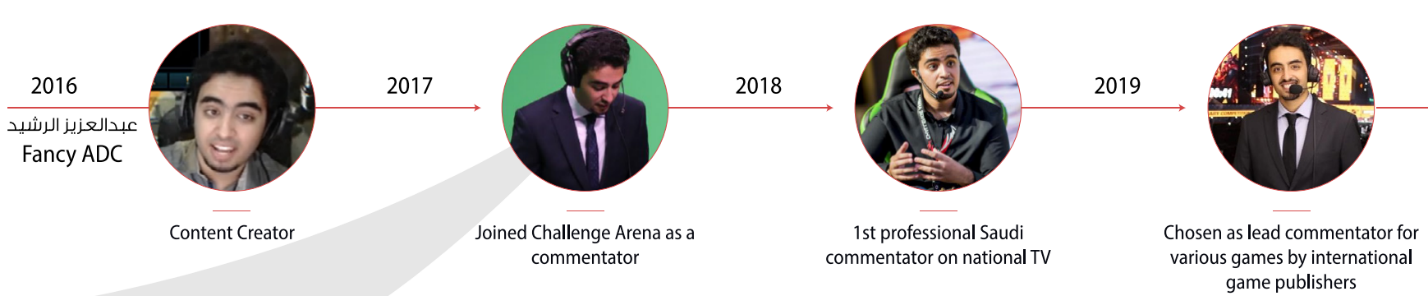 2016
عبدالعزيز الرشيد
Fancy ADC
Content Creator
2017
Joined Challenge Arena as a
commentator
2018
1st professional Saudi
commentator on national TV
2019
Chosen as lead commentator for
various games by international
game publishers